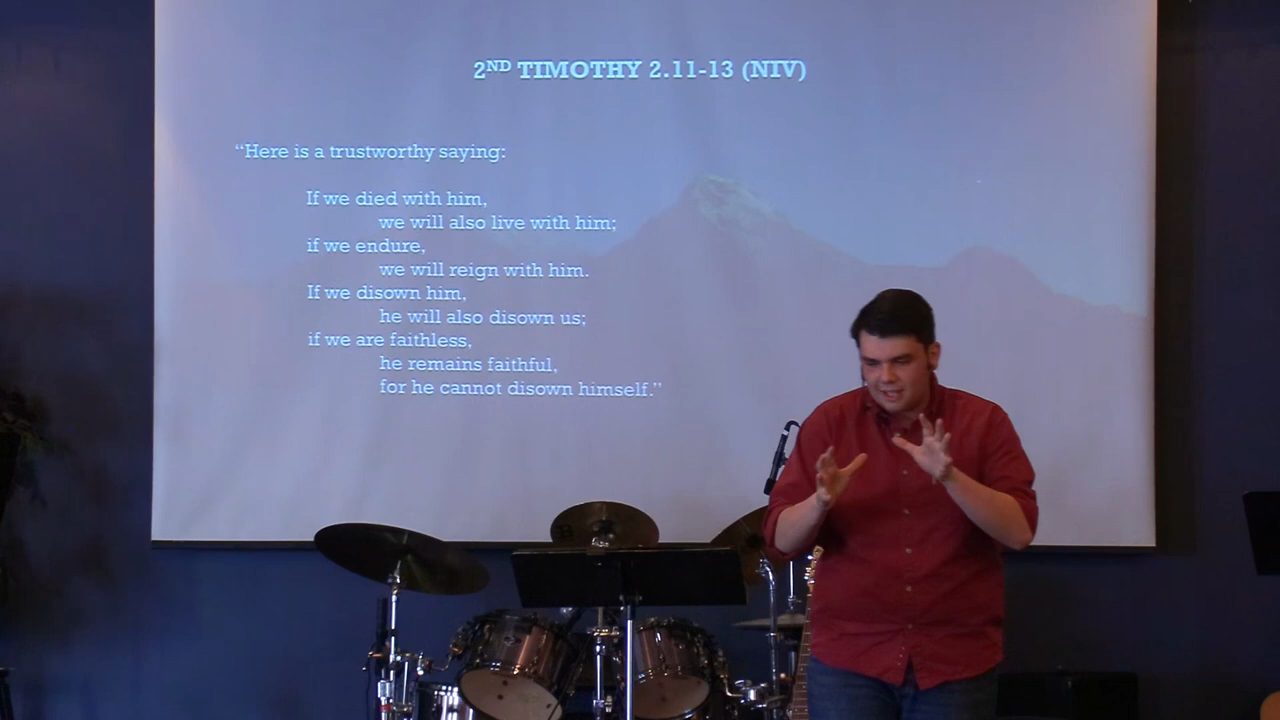 2ND TIMOTHY 2.11-13 (NIV)
“Here is a trustworthy saying:
If we died with him,
we will also live with him;
if we endure,
we will reign with him.
If we disown him,
he will also disown us;
if we are faithless,
he remains faithful,
for he cannot disown himself.”